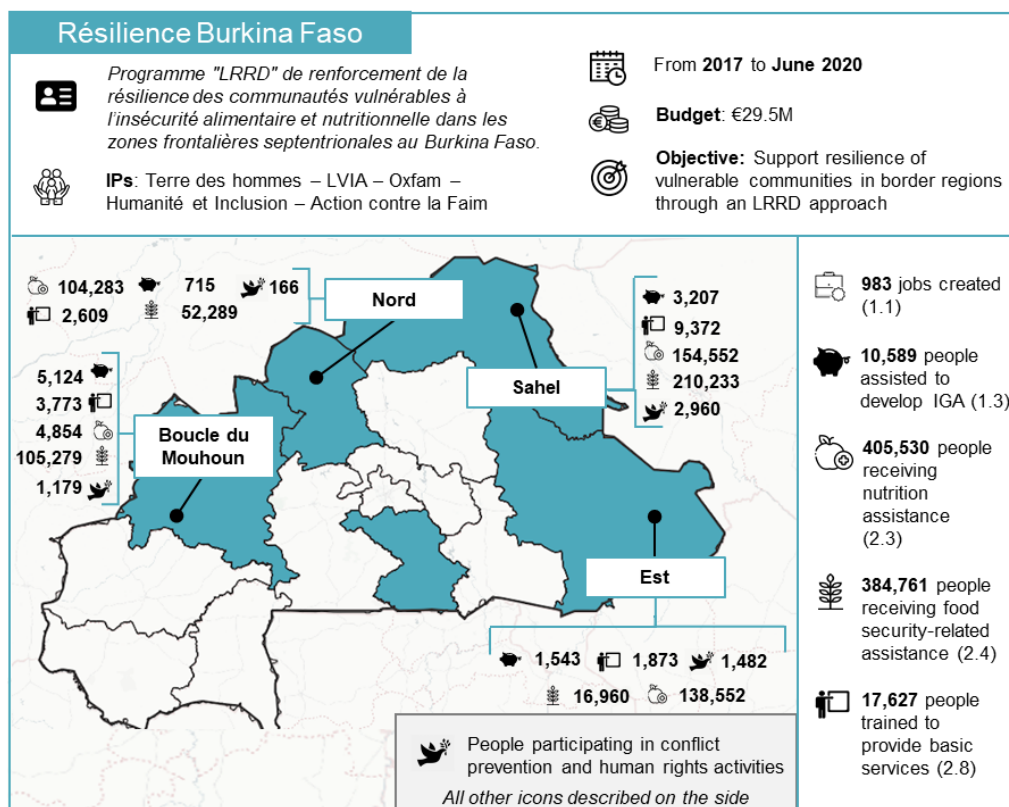 Résilience Burkina Faso
Programme "LRRD" de renforcement de la
résilience des communautés vulnérables à
l'insécurité alimentaire et nutritionnelle dans les
zones frontalières septentrionales au Burkina Faso.
IPs: Terre des hommes – LVIA – Oxfam –
Humanité et Inclusion – Action contre la Faim
From 2017 to June 2020
Budget: €29.5M
Objective: Support resilience of
vulnerable communities in border regions
through an LRRD approach
104,283 715 166
2,609 52,289
Nord
3,207
9,372
154,552
210,233
2,960
Sahel
5,124
3,773
4,854
105,279
1,179
Boucle du
Mouhoun
Est
1,543 1,873 1,482
16,960 138,552
People participating in conflict
prevention and human rights activities
All other icons described on the side
983 jobs created
(1.1)
10,589 people
assisted to
develop IGA (1.3)
405,530 people
receiving
nutrition
assistance
(2.3)
384,761 people
receiving food
security-related
assistance (2.4)
17,627 people
trained to
provide basic
services (2.8)